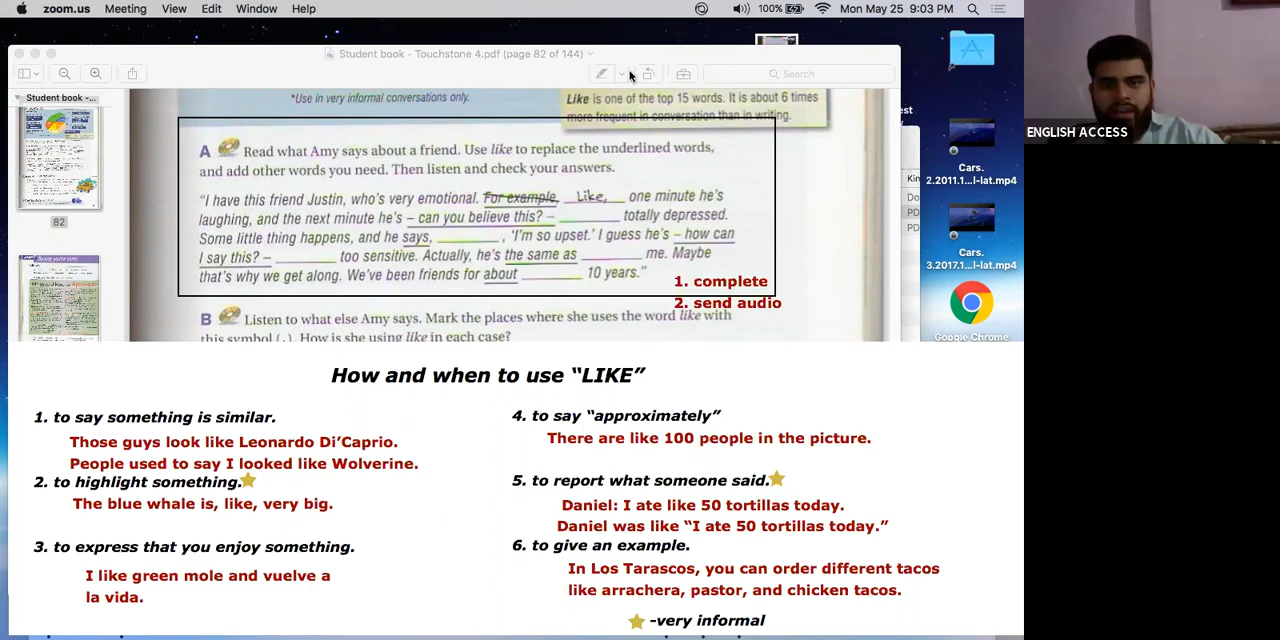 zoom.us Meeting View Edit Window Help
100% Mon May 25 9:03 PM
Student book - Touchstone 4.pdf (page 82 of 144)
Search
Student book -...
82
*Use in very informal conversations only.
Like is one of the top 15 words. It is about 6 times
more frequent in conversation than in writing.
A Read what Amy says about a friend. Use like to replace the underlined words,
and add other words you need. Then listen and check your answers.
"I have this friend Justin, who's very emotional. For example, Like, one minute he's
laughing, and the next minute he's – can you believe this? – ________ totally depressed.
Some little thing happens, and he says, ________ , 'I'm so upset.' I guess he's – how can
I say this? – ________ too sensitive. Actually, he's the same as ________ me. Maybe
that's why we get along. We've been friends for about ________ 10 years."
1. complete
2. send audio
B Listen to what else Amy says. Mark the places where she uses the word like with
this symbol (,). How is she using like in each case?
est
Kin
PD
PD
Cars.
2.2011.1...l-lat.mp4
Cars.
3.2017.1...l-lat.mp4
Google Chrome
ENGLISH ACCESS
How and when to use “LIKE”
1. to say something is similar.
Those guys look like Leonardo Di’Caprio.
People used to say I looked like Wolverine.
2. to highlight something.
The blue whale is, like, very big.
3. to express that you enjoy something.
I like green mole and vuelve a
la vida.
4. to say “approximately”
There are like 100 people in the picture.
5. to report what someone said.
Daniel: I ate like 50 tortillas today.
Daniel was like “I ate 50 tortillas today.”
6. to give an example.
In Los Tarascos, you can order different tacos
like arrachera, pastor, and chicken tacos.
-very informal